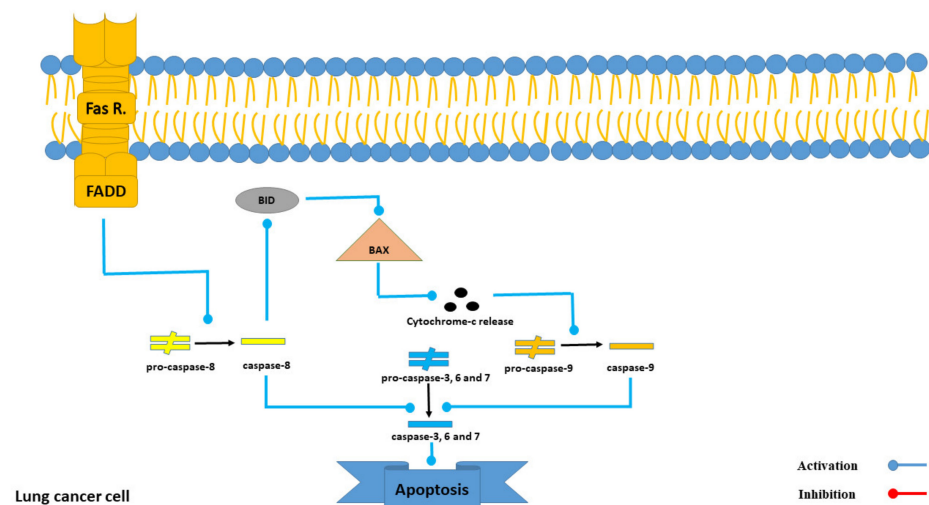 Fas R.
FADD
BID
BAX
Cytochrome-c release
pro-caspase-8
caspase-8
pro-caspase-3, 6 and 7
pro-caspase-9
caspase-9
caspase-3, 6 and 7
Apoptosis
Activation
Inhibition
Lung cancer cell